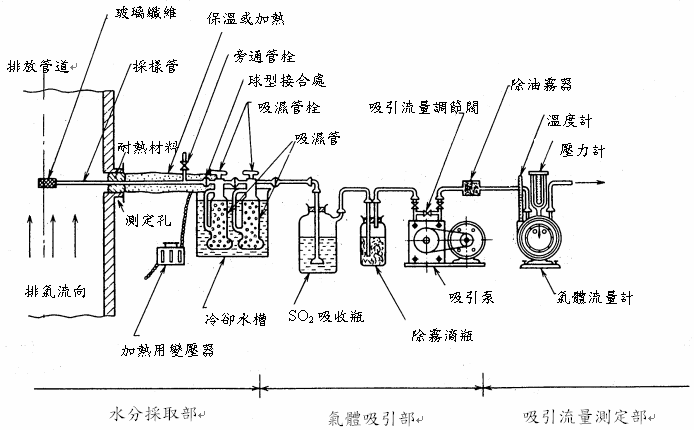 玻璃纖維
保溫或加熱
旁通管栓
排放管道
採樣管
球型接合處
吸濕管栓
吸引流量調節閥
除油霧器
溫度計
壓力計
耐熱材料
吸濕管
測定孔
排氣流向
冷卻水槽
SO₂吸收瓶
吸引泵
氣體流量計
除霧滴瓶
加熱用變壓器
水分採取部
氣體吸引部
吸引流量測定部